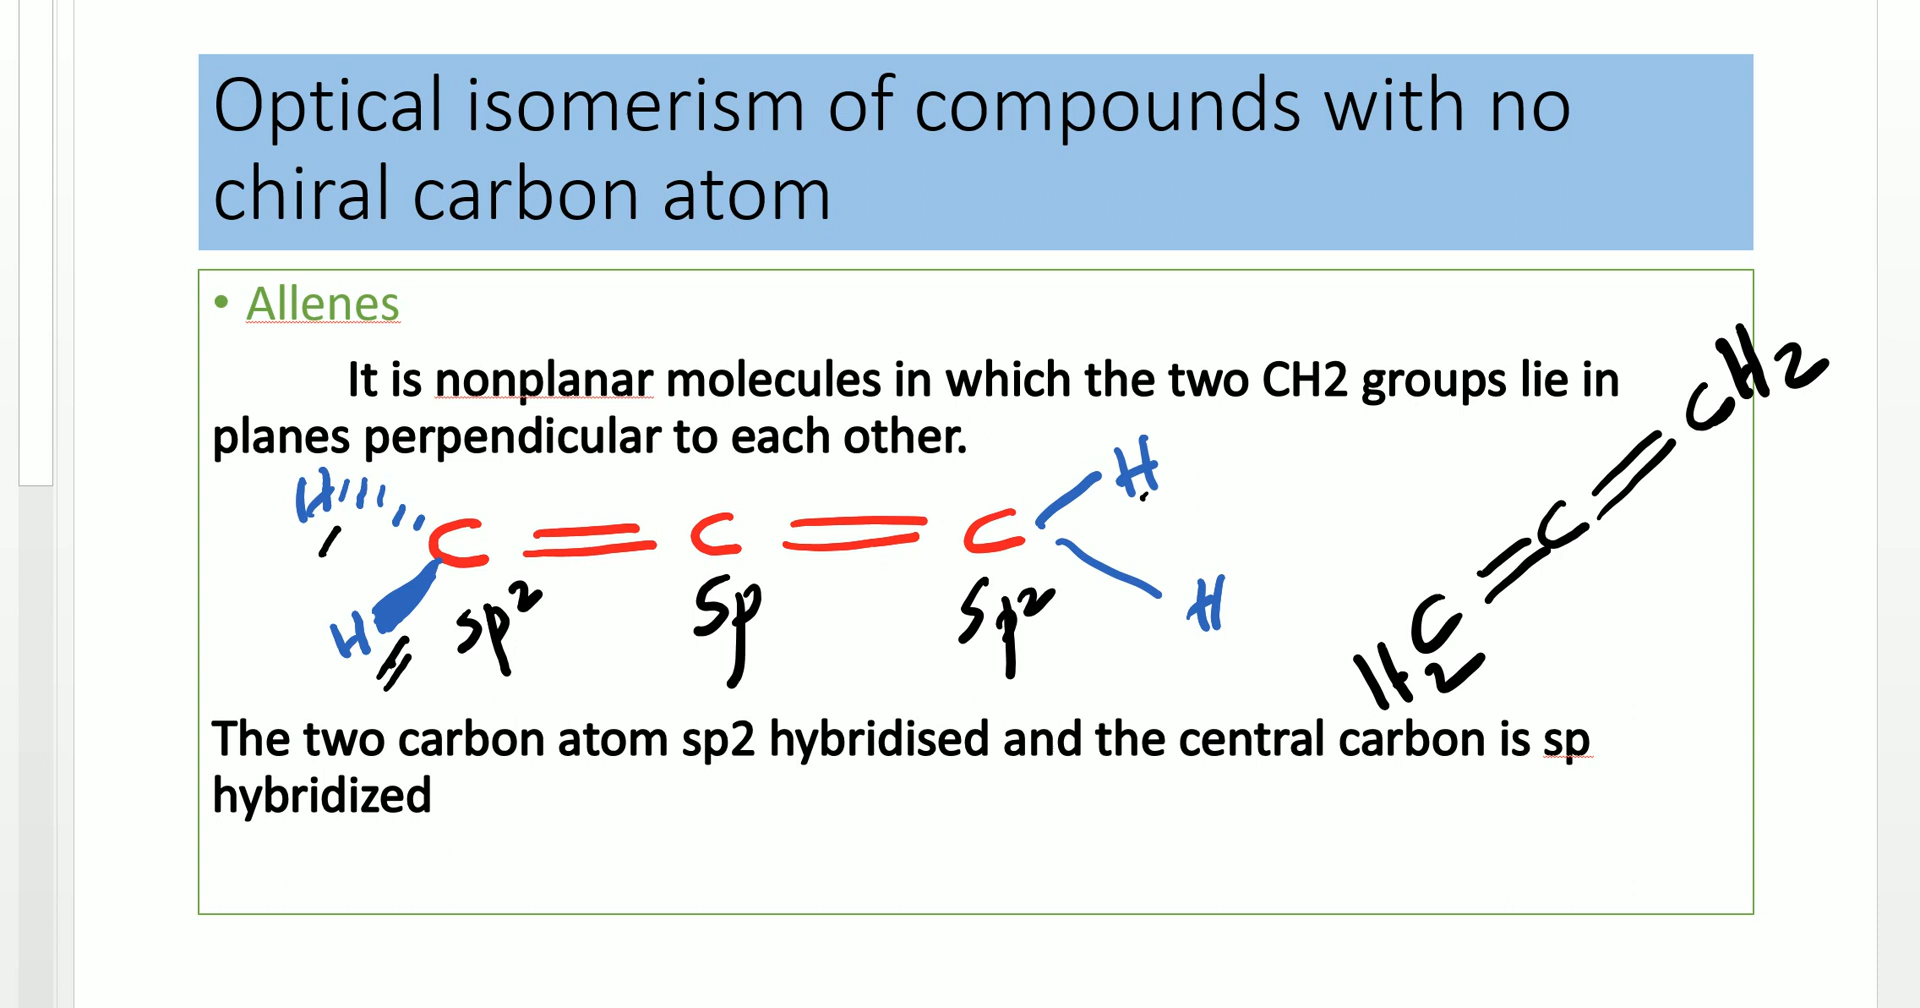 Optical isomerism of compounds with no
chiral carbon atom
• Allenes
It is nonplanar molecules in which the two CH2 groups lie in
planes perpendicular to each other.
H C = C = C H
H H
sp² sp sp²
H2C = C = CH2
The two carbon atom sp2 hybridised and the central carbon is sp
hybridized